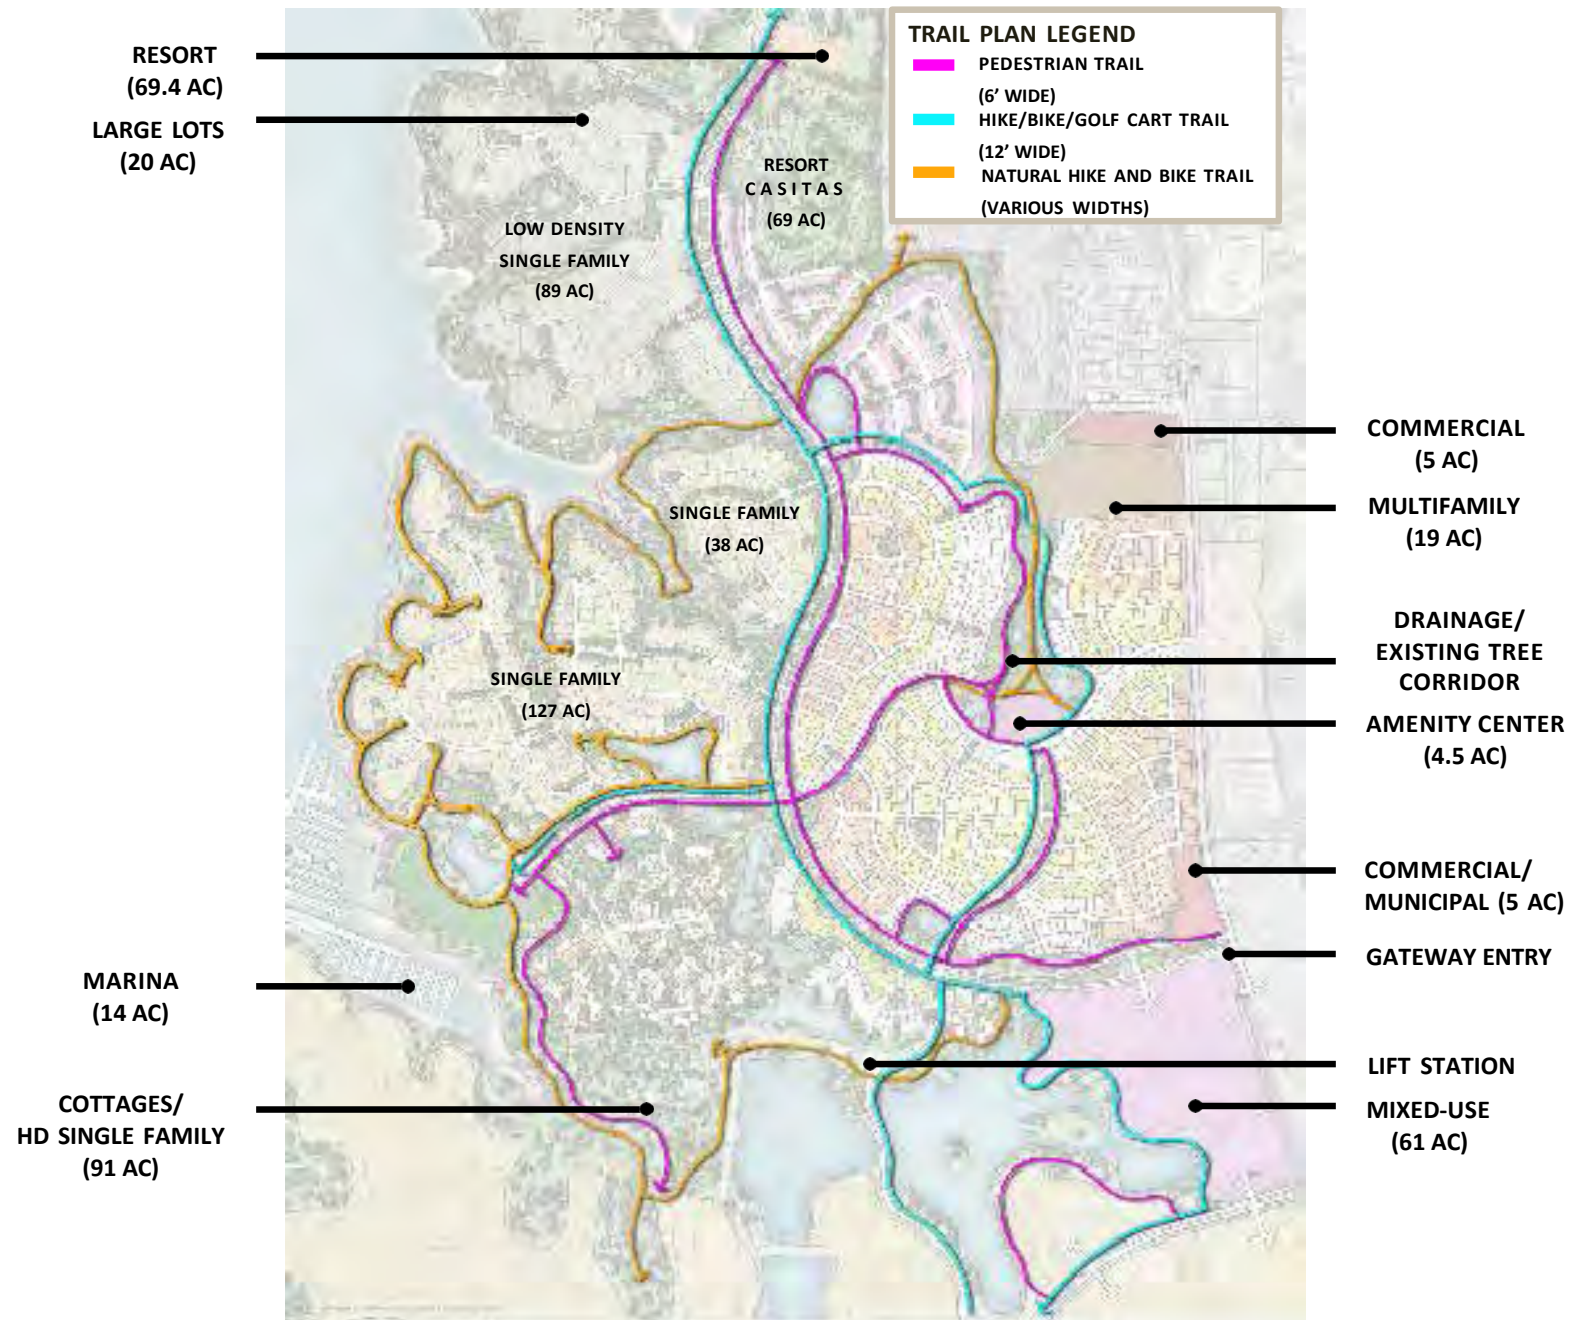 RESORT
(69.4 AC)
LARGE LOTS
(20 AC)
TRAIL PLAN LEGEND
PEDESTRIAN TRAIL
(6’ WIDE)
HIKE/BIKE/GOLF CART TRAIL
(12’ WIDE)
NATURAL HIKE AND BIKE TRAIL
(VARIOUS WIDTHS)
RESORT
CASITAS
(69 AC)
LOW DENSITY
SINGLE FAMILY
(89 AC)
SINGLE FAMILY
(38 AC)
SINGLE FAMILY
(127 AC)
COMMERCIAL
(5 AC)
MULTIFAMILY
(19 AC)
DRAINAGE/
EXISTING TREE
CORRIDOR
AMENITY CENTER
(4.5 AC)
COMMERCIAL/
MUNICIPAL (5 AC)
GATEWAY ENTRY
MARINA
(14 AC)
LIFT STATION
COTTAGES/
HD SINGLE FAMILY
(91 AC)
MIXED-USE
(61 AC)